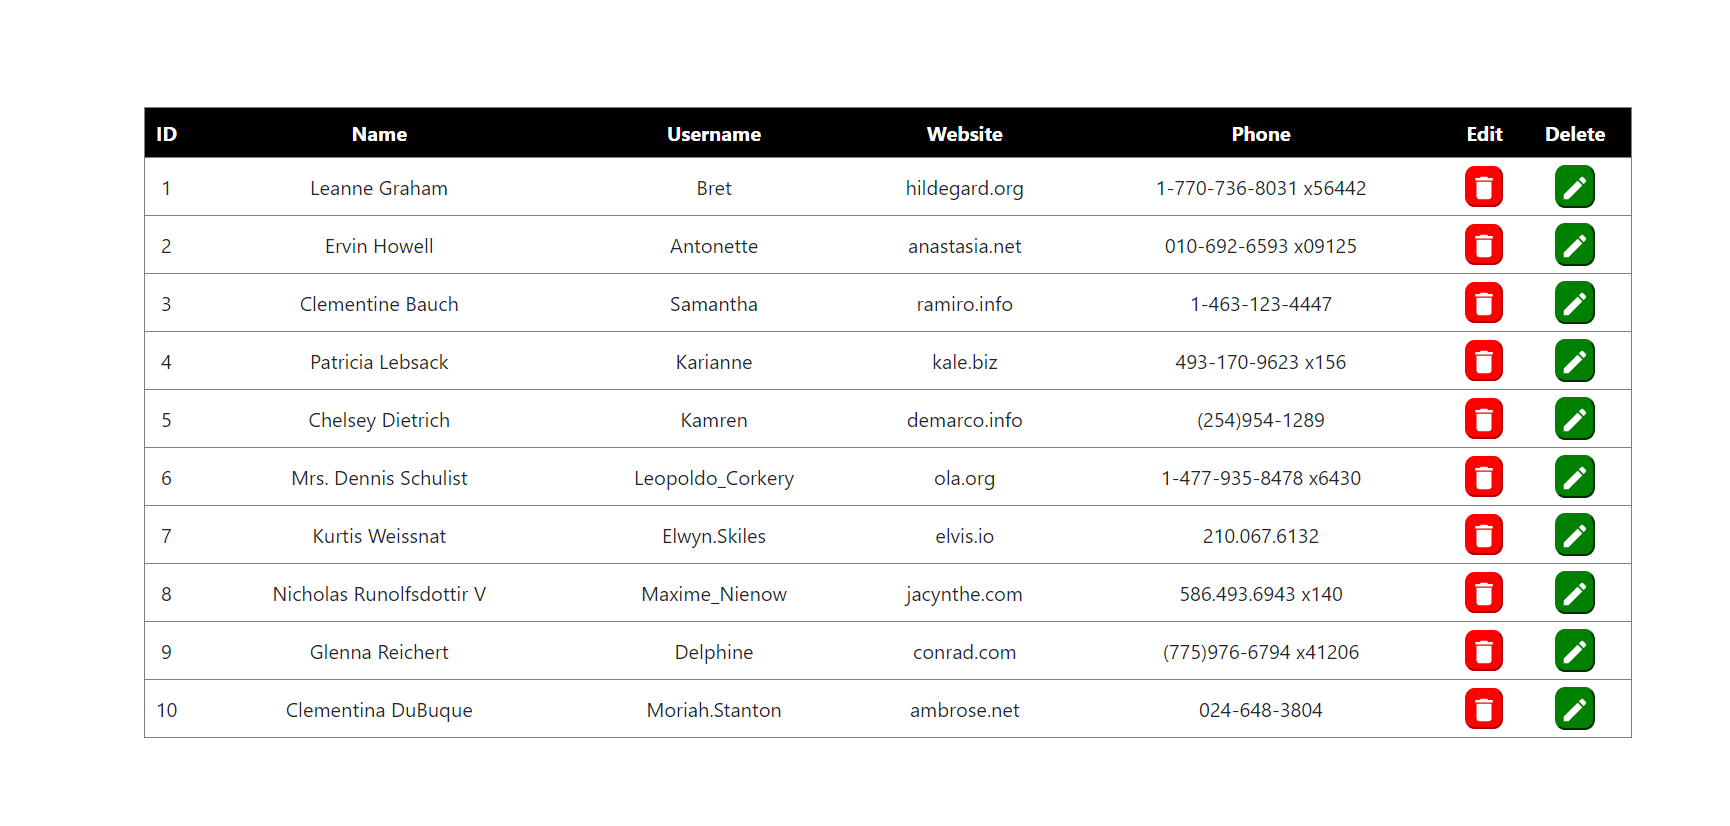 ID Name Username Website Phone Edit Delete
1 Leanne Graham Bret hildegard.org 1-770-736-8031 x56442
2 Ervin Howell Antonette anastasia.net 010-692-6593 x09125
3 Clementine Bauch Samantha ramiro.info 1-463-123-4447
4 Patricia Lebsack Karianne kale.biz 493-170-9623 x156
5 Chelsey Dietrich Kamren demarco.info (254)954-1289
6 Mrs. Dennis Schulist Leopoldo_Corkery ola.org 1-477-935-8478 x6430
7 Kurtis Weissnat Elwyn.Skiles elvis.io 210.067.6132
8 Nicholas Runolfsdottir V Maxime_Nienow jacynthe.com 586.493.6943 x140
9 Glenna Reichert Delphine conrad.com (775)976-6794 x41206
10 Clementina DuBuque Moriah.Stanton ambrose.net 024-648-3804